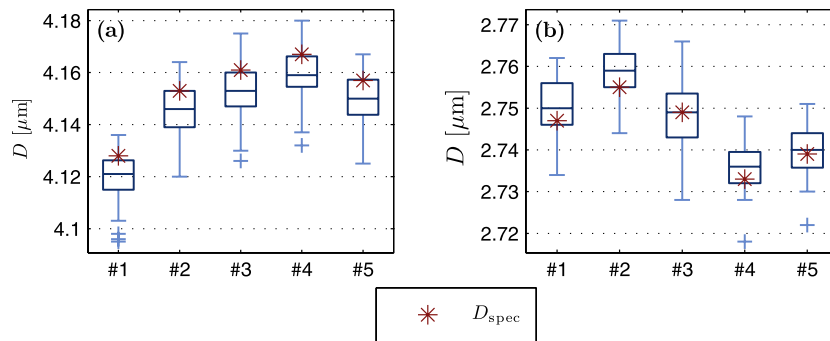 (a)
4.18
4.16
4.14
4.12
4.1
D [μm]
#1 #2 #3 #4 #5
(b)
2.77
2.76
2.75
2.74
2.73
2.72
D [μm]
#1 #2 #3 #4 #5
D_spec